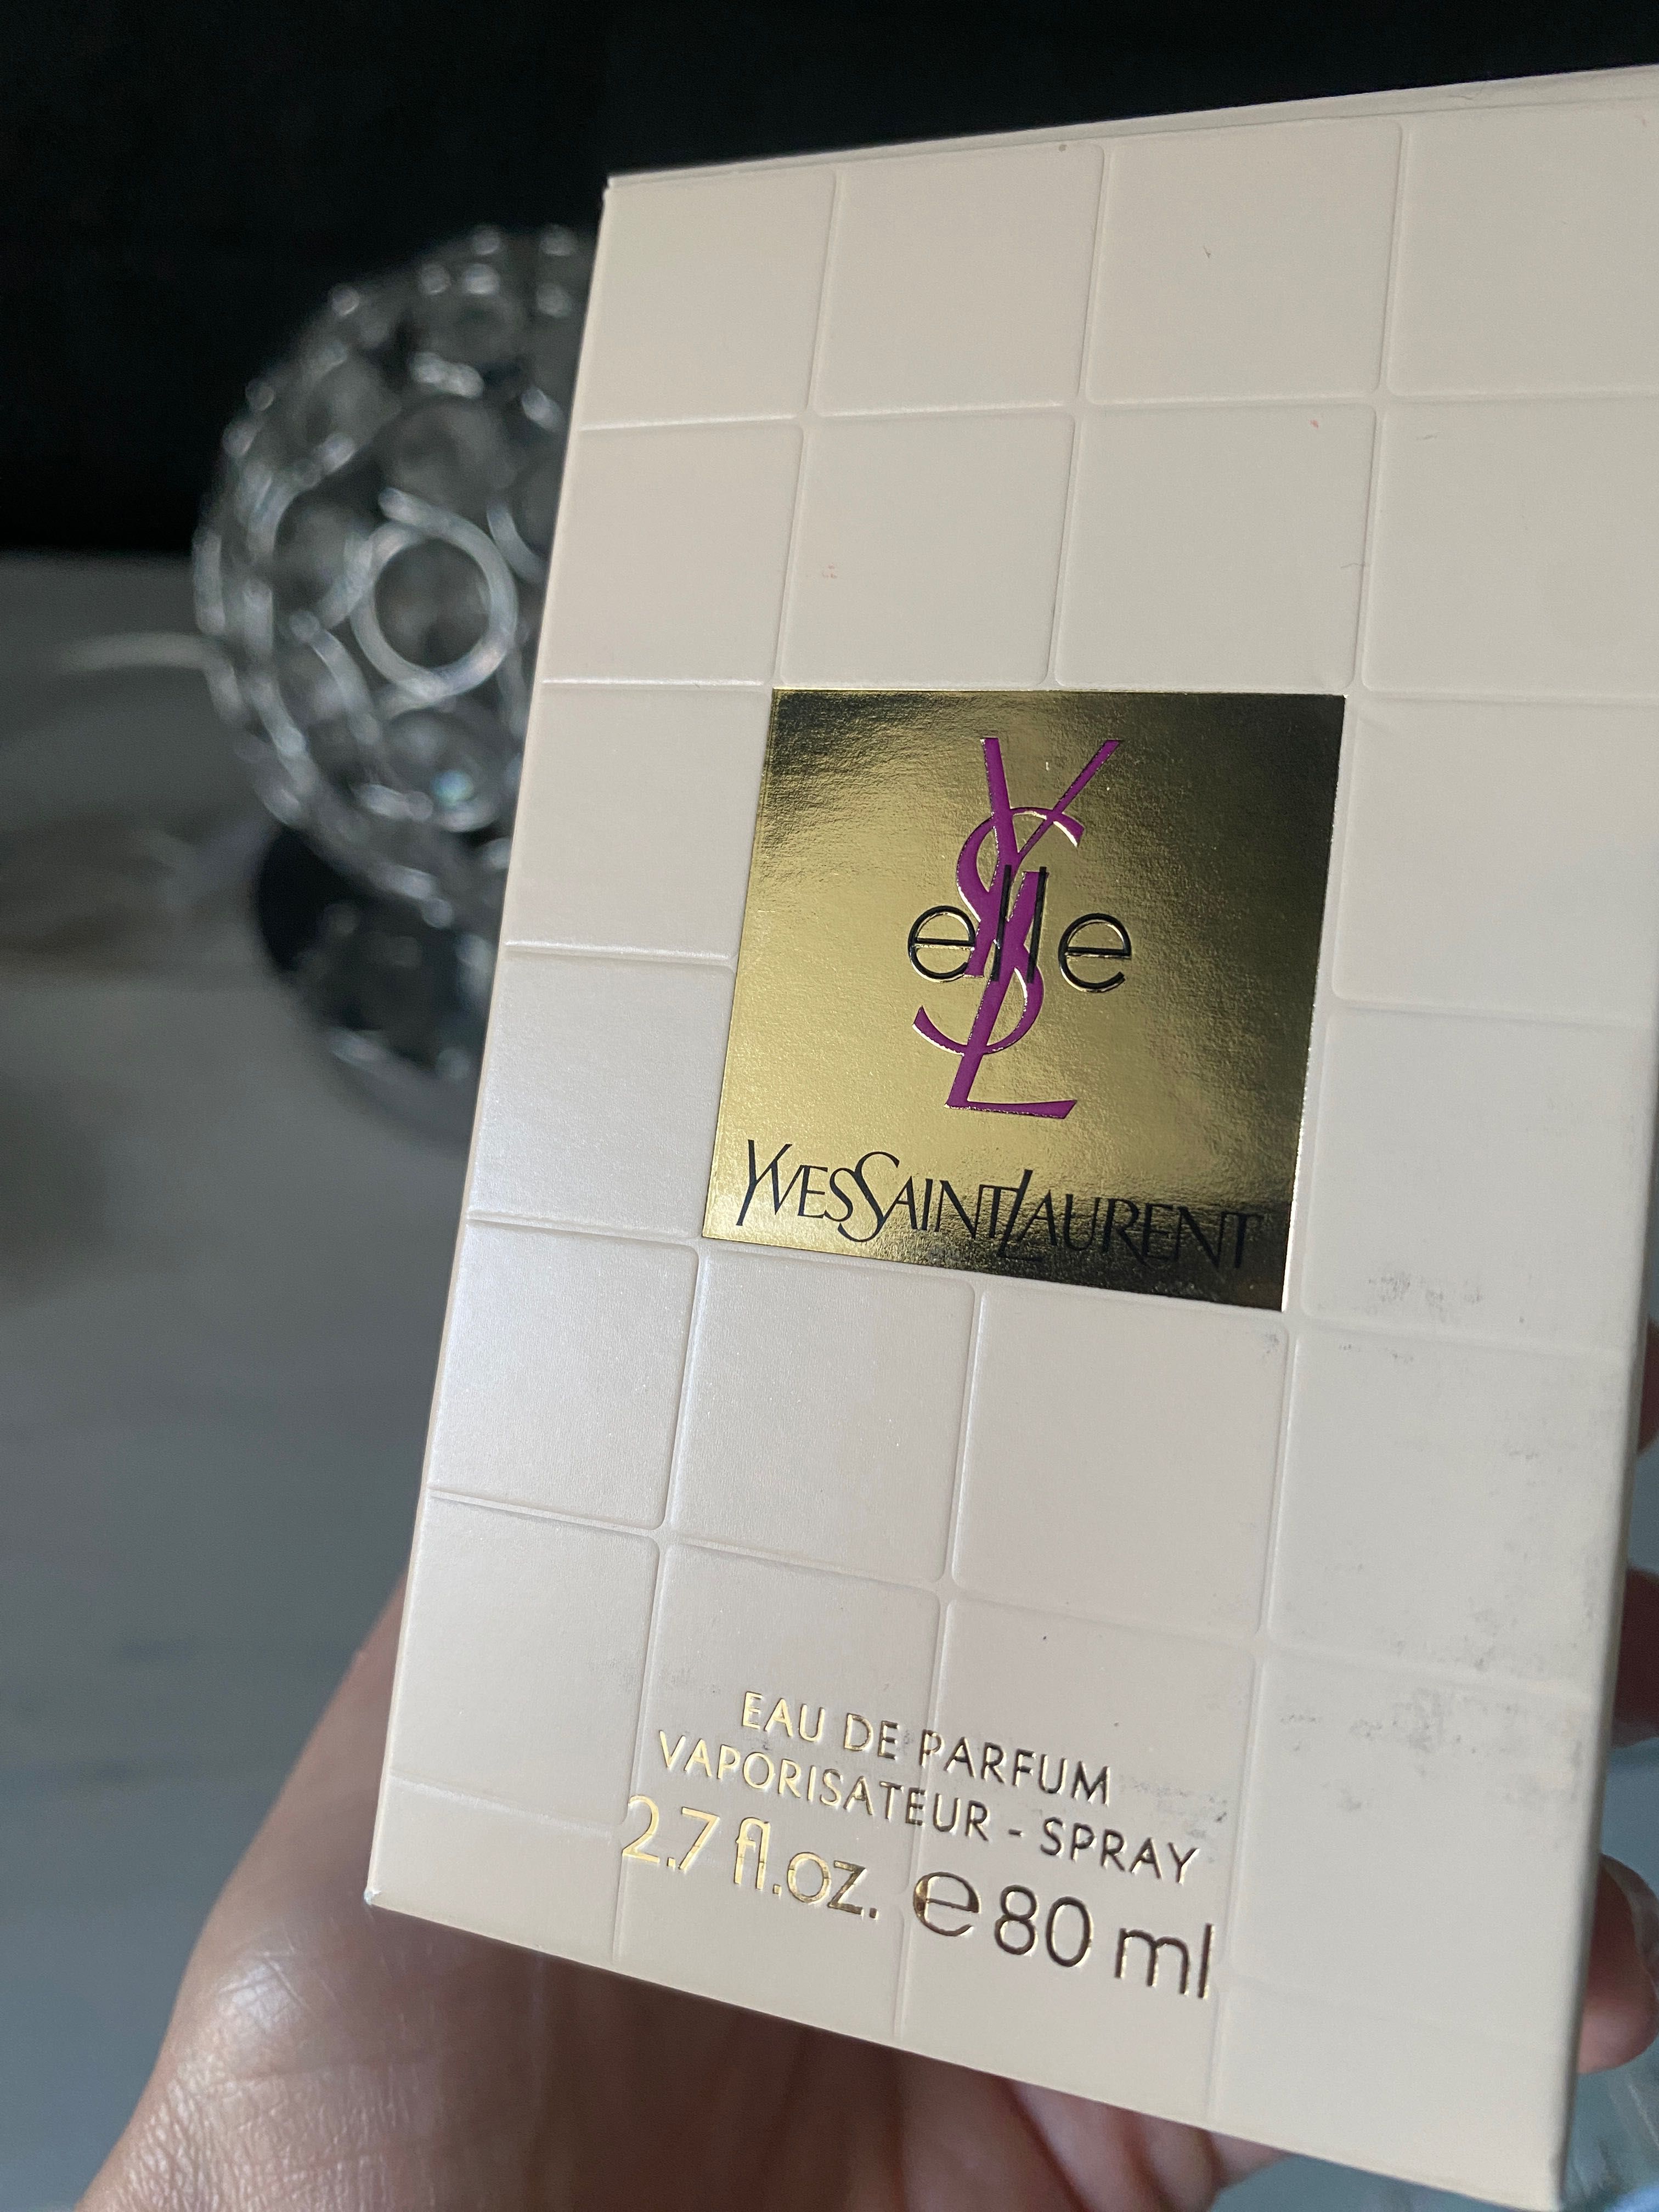 YSL
elle
YVESSAINTLAURENT
EAU DE PARFUM
VAPORISATEUR - SPRAY
2.7 fl.oz. e 80 ml